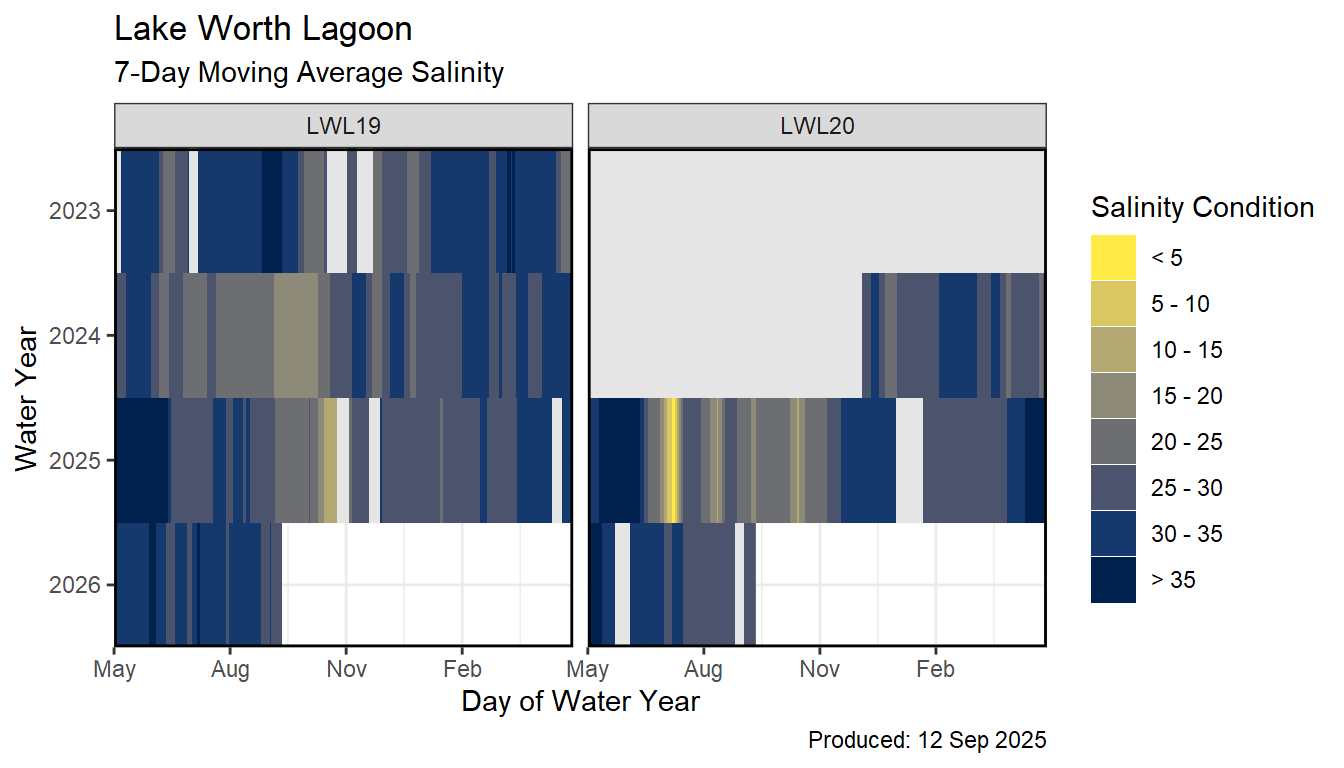 Lake Worth Lagoon
7-Day Moving Average Salinity
LWL19
LWL20
Water Year
2023
2024
2025
2026
May
Aug
Nov
Feb
May
Aug
Nov
Feb
Day of Water Year
Salinity Condition
< 5
5 - 10
10 - 15
15 - 20
20 - 25
25 - 30
30 - 35
> 35
Produced: 12 Sep 2025